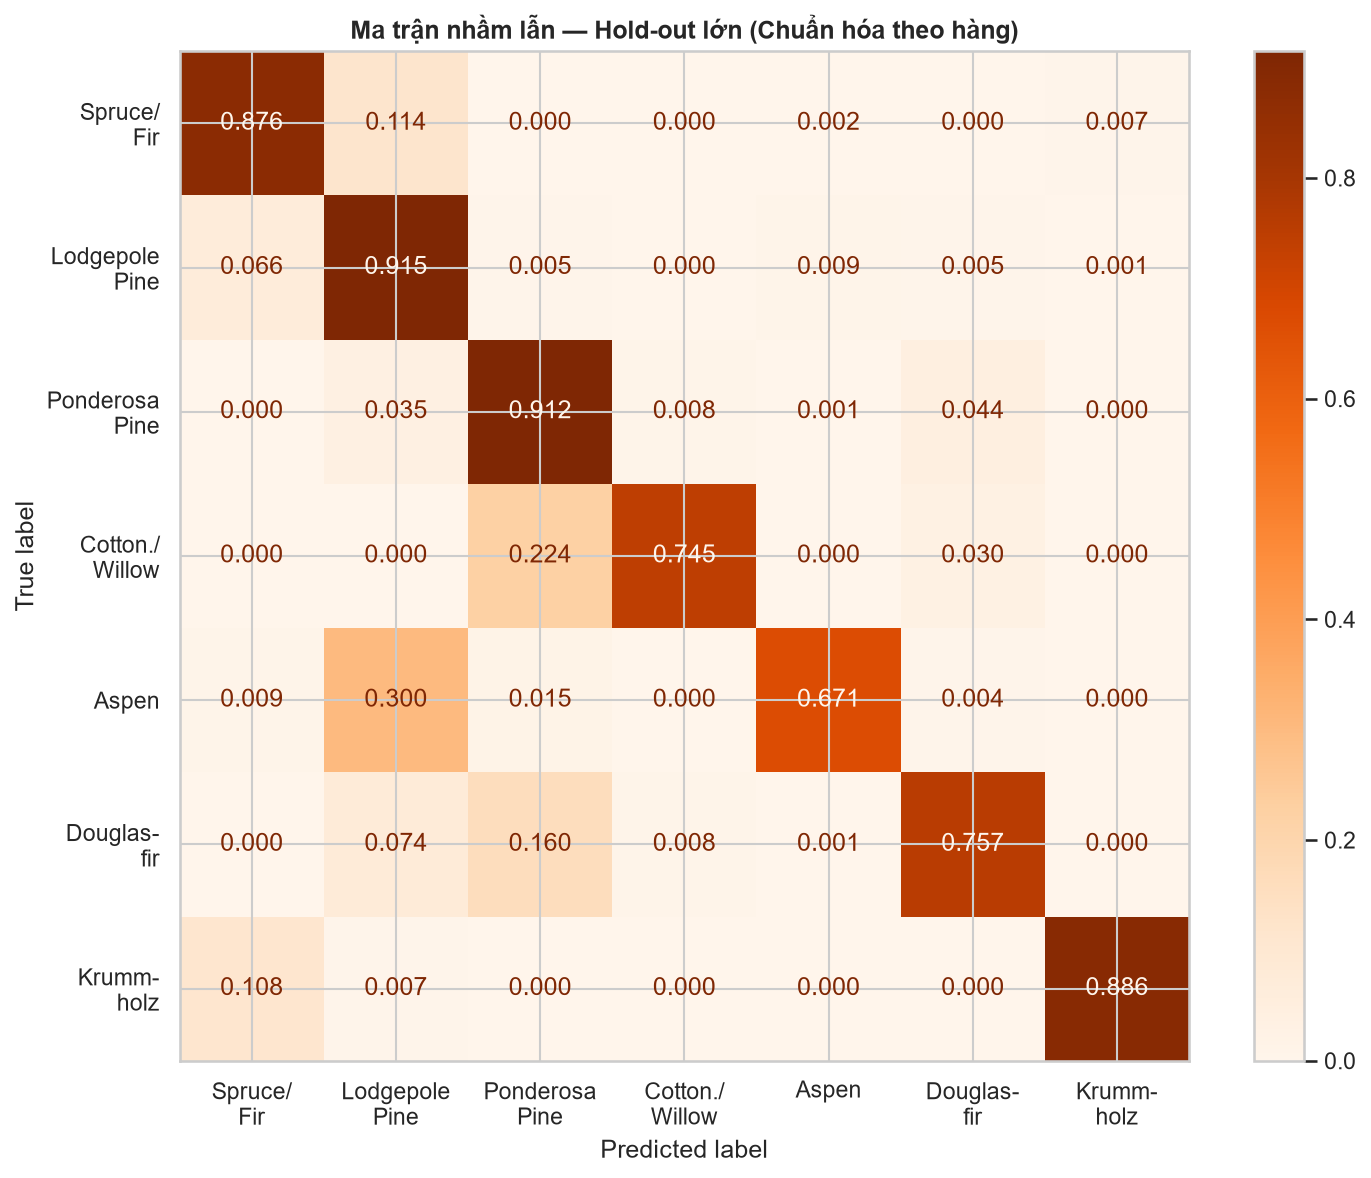 Ma trận nhầm lẫn — Hold-out lớn (Chuẩn hóa theo hàng)
True label
Spruce/
Fir
0.876 0.114 0.000 0.000 0.002 0.000 0.007
Lodgepole
Pine
0.066 0.915 0.005 0.000 0.009 0.005 0.001
Ponderosa
Pine
0.000 0.035 0.912 0.008 0.001 0.044 0.000
Cotton./
Willow
0.000 0.000 0.224 0.745 0.000 0.030 0.000
Aspen
0.009 0.300 0.015 0.000 0.671 0.004 0.000
Douglas-
fir
0.000 0.074 0.160 0.008 0.001 0.757 0.000
Krumm-
holz
0.108 0.007 0.000 0.000 0.000 0.000 0.886
Spruce/ Lodgepole Ponderosa Cotton./ Aspen Douglas- Krumm-
Fir Pine Pine Willow fir holz
Predicted label
0.8
0.6
0.4
0.2
0.0